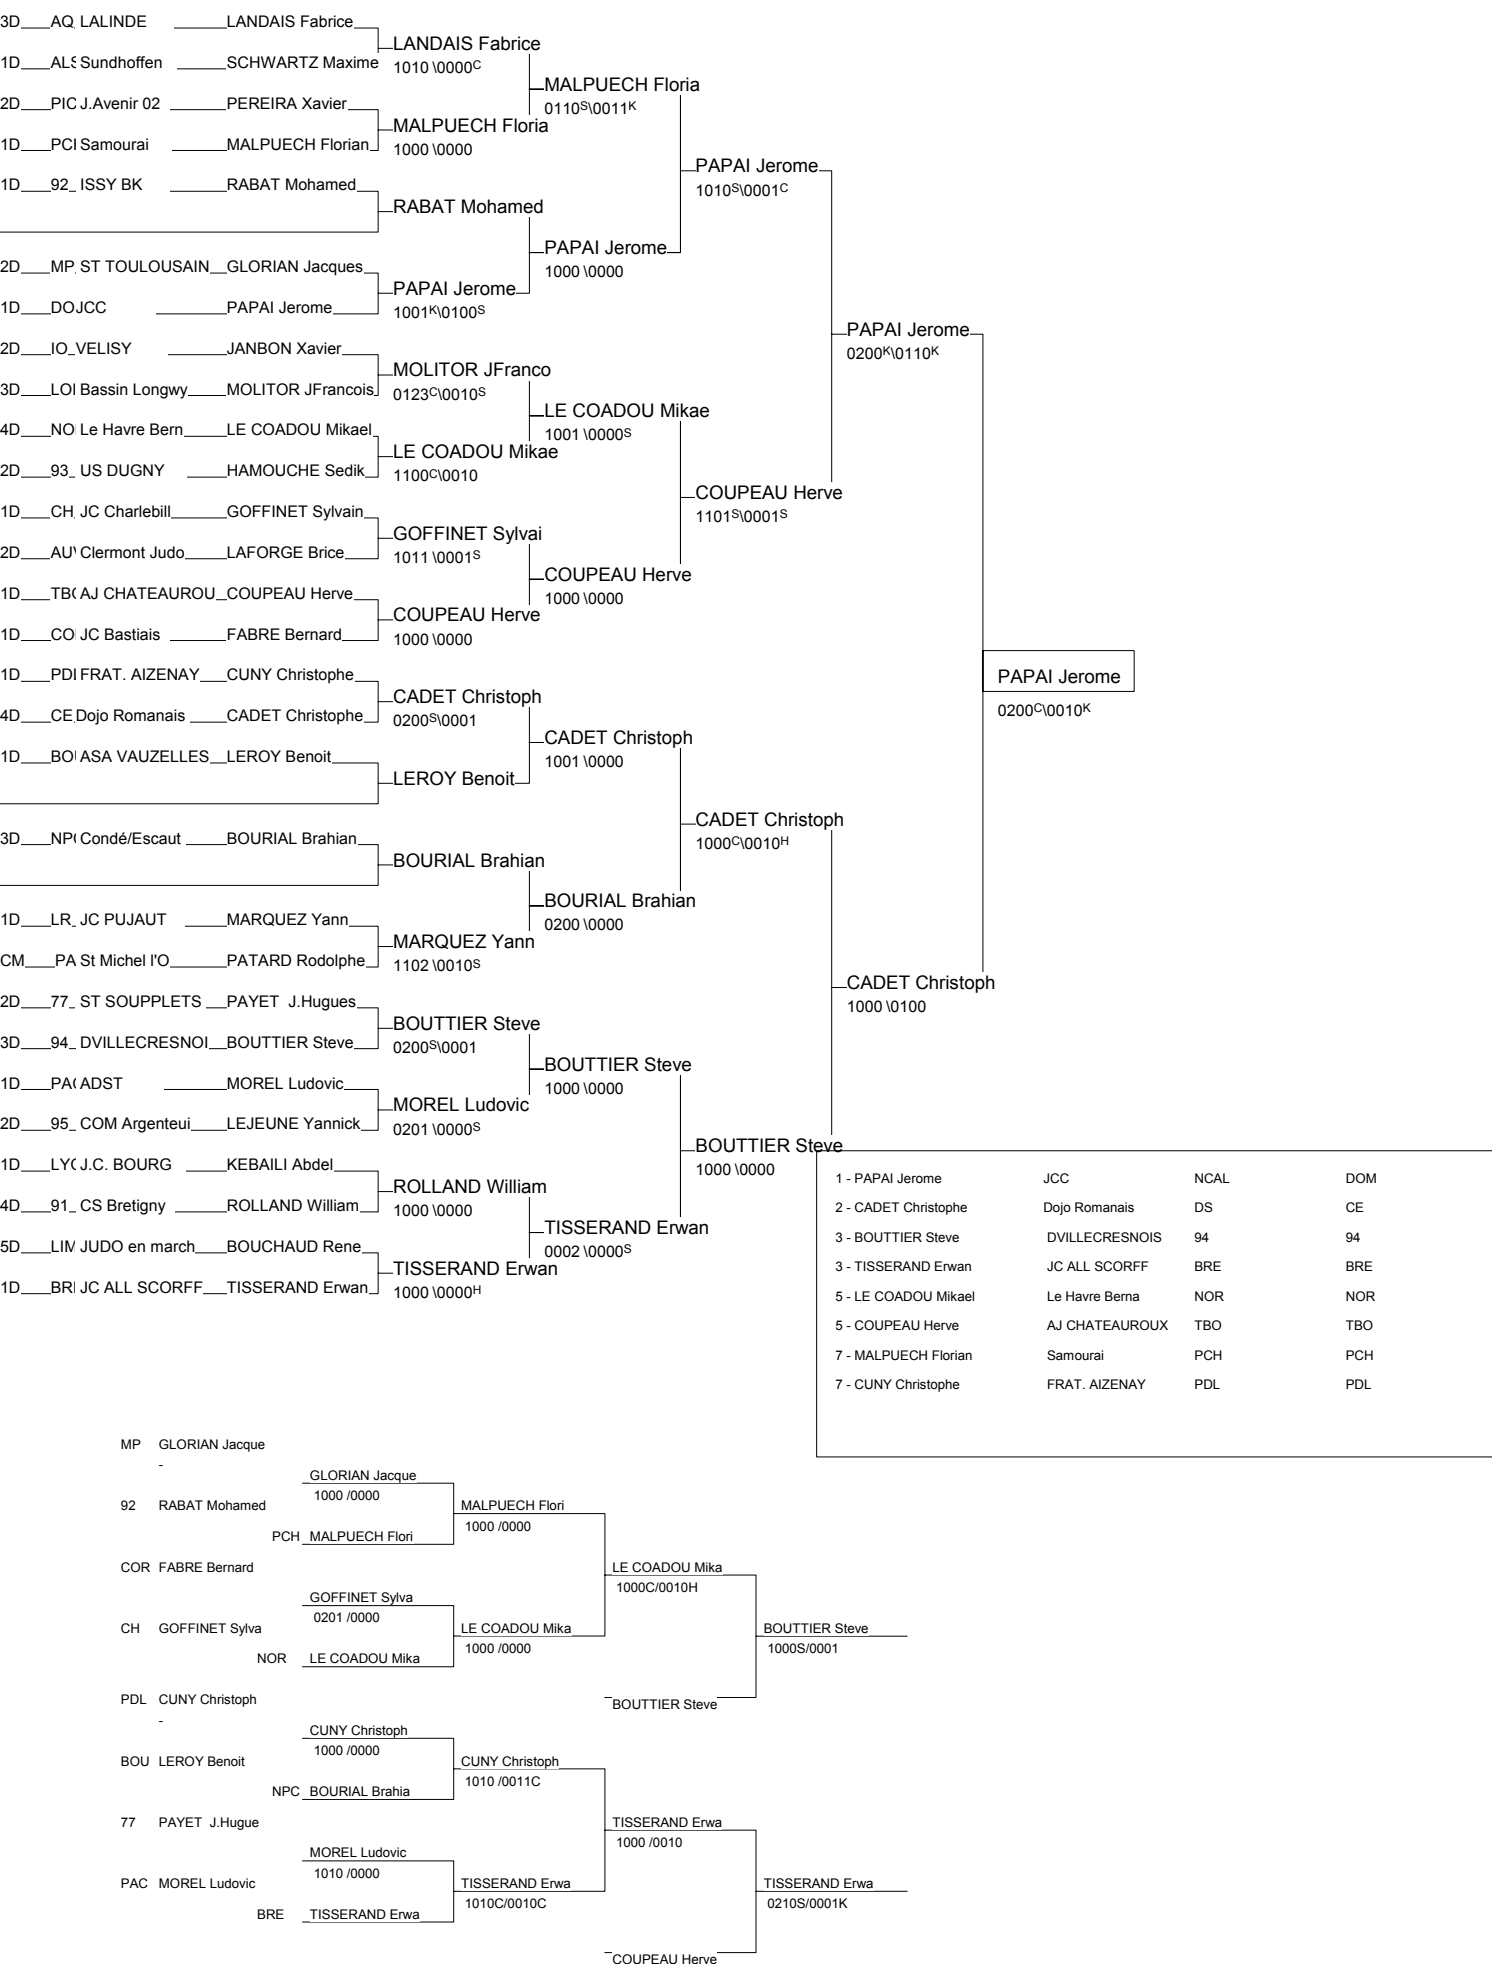 3D AQ LALINDE LANDAIS Fabrice
LANDAIS Fabrice
1D ALS Sundhoffen SCHWARTZ Maxime
1010 \0000C
MALPUECH Floria
0110S\0011K
2D PIC J.Avenir 02 PEREIRA Xavier
MALPUECH Floria
1D PCH Samourai MALPUECH Florian
1000 \0000
PAPAI Jerome
1010S\0001C
1D 92_ ISSY BK RABAT Mohamed
RABAT Mohamed
PAPAI Jerome
1000 \0000
2D MP ST TOULOUSAIN GLORIAN Jacques
PAPAI Jerome
1D DO JCC PAPAI Jerome
1001K\0100S
PAPAI Jerome
0200K\0110K
2D IO_ VELISY JANBON Xavier
MOLITOR JFranco
3D LOI Bassin Longwy MOLITOR JFrancois
0123C\0010S
LE COADOU Mikae
1001 \0000S
4D NO Le Havre Bern LE COADOU Mikael
LE COADOU Mikae
2D 93_ US DUGNY HAMOUCHE Sedik
1100C\0010
COUPEAU Herve
1101S\0001S
1D CH JC Charlebill GOFFINET Sylvain
GOFFINET Sylvai
2D AU Clermont Judo LAFORGE Brice
1011 \0001S
COUPEAU Herve
1000 \0000
1D TB AJ CHATEAUROU COUPEAU Herve
COUPEAU Herve
1D CO JC Bastiais FABRE Bernard
1000 \0000
PAPAI Jerome
0200C\0010K
1D PD FRAT. AIZENAY CUNY Christophe
CADET Christoph
4D CE Dojo Romanais CADET Christophe
0200S\0001
CADET Christoph
1001 \0000
1D BO ASA VAUZELLES LEROY Benoit
LEROY Benoit
CADET Christoph
1000C\0010H
3D NP Condé/Escaut BOURIAL Brahian
BOURIAL Brahian
BOURIAL Brahian
0200 \0000
1D LR_ JC PUJAUT MARQUEZ Yann
MARQUEZ Yann
CM PA St Michel l'O PATARD Rodolphe
1102 \0010S
CADET Christoph
1000 \0100
2D 77_ ST SOUPPLETS PAYET J.Hugues
BOUTTIER Steve
3D 94_ DVILLECRESNOI BOUTTIER Steve
0200S\0001
BOUTTIER Steve
1000 \0000
1D PA ADST MOREL Ludovic
MOREL Ludovic
2D 95_ COM Argenteui LEJEUNE Yannick
0201 \0000S
BOUTTIER Steve
1000 \0000
1D LY J.C. BOURG KEBAILI Abdel
ROLLAND William
4D 91_ CS Bretigny ROLLAND William
1000 \0000
TISSERAND Erwan
0002 \0000S
5D LIM JUDO en march BOUCHAUD Rene
TISSERAND Erwan
1D BR JC ALL SCORFF TISSERAND Erwan
1000 \0000H
1 - PAPAI Jerome JCC NCAL DOM
2 - CADET Christophe Dojo Romanais DS CE
3 - BOUTTIER Steve DVILLECRESNOIS 94 94
3 - TISSERAND Erwan JC ALL SCORFF BRE BRE
5 - LE COADOU Mikael Le Havre Berna NOR NOR
5 - COUPEAU Herve AJ CHATEAUROUX TBO TBO
7 - MALPUECH Florian Samourai PCH PCH
7 - CUNY Christophe FRAT. AIZENAY PDL PDL
MP GLORIAN Jacque
-
GLORIAN Jacque
1000 /0000
92 RABAT Mohamed
MALPUECH Flori
1000 /0000
PCH MALPUECH Flori
COR FABRE Bernard
LE COADOU Mika
1000C/0010H
GOFFINET Sylva
0201 /0000
CH GOFFINET Sylva
LE COADOU Mika
1000 /0000
BOUTTIER Steve
1000S/0001
NOR LE COADOU Mika
PDL CUNY Christoph
-
BOUTTIER Steve
CUNY Christoph
1000 /0000
BOU LEROY Benoit
CUNY Christoph
1010 /0011C
NPC BOURIAL Brahia
77 PAYET J.Hugue
TISSERAND Erwa
1000 /0010
MOREL Ludovic
1010 /0000
PAC MOREL Ludovic
TISSERAND Erwa
1010C/0010C
TISSERAND Erwa
0210S/0001K
BRE TISSERAND Erwa
COUPEAU Herve